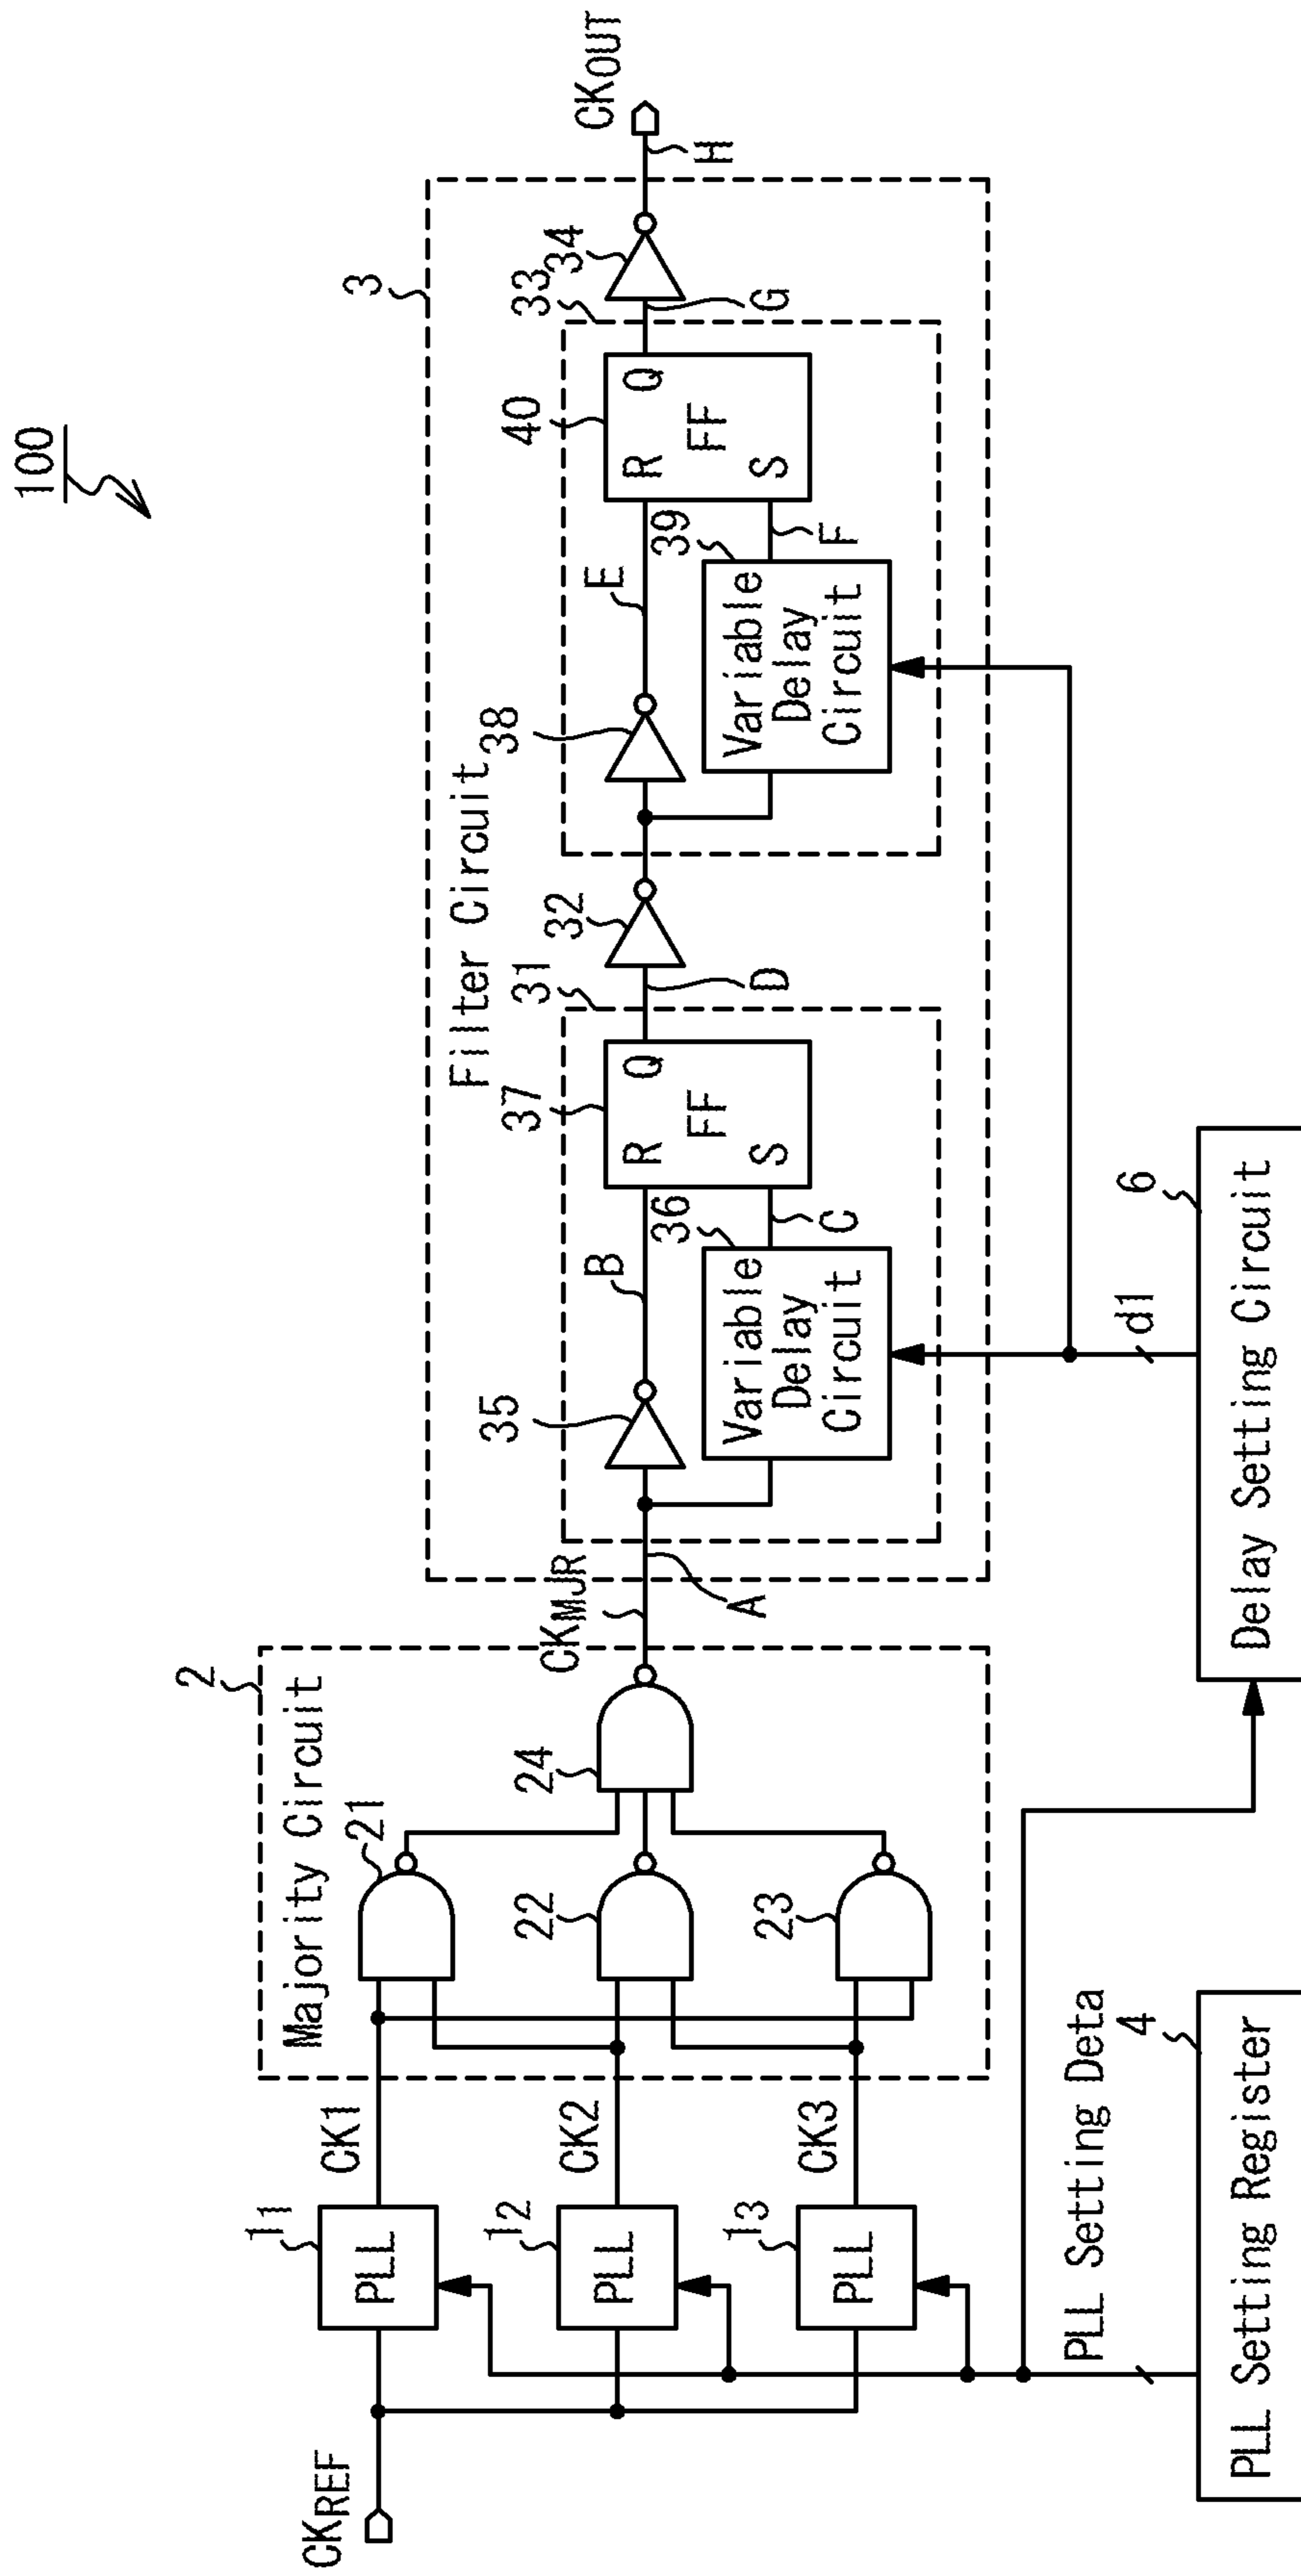 100
CKREF
11
PLL
12
PLL
13
PLL
CK1
CK2
CK3
2
Majority Circuit
21
22
23
24
CKMJR
A
3
Filter Circuit
31
35
B
36
Variable
Delay
Circuit
C
37
R
Q
FF
S
D
32
33
38
E
39
Variable
Delay
Circuit
F
40
R
Q
FF
S
G
34
H
CKOUT
PLL Setting Deta
4
PLL Setting Register
d1
6
Delay Setting Circuit